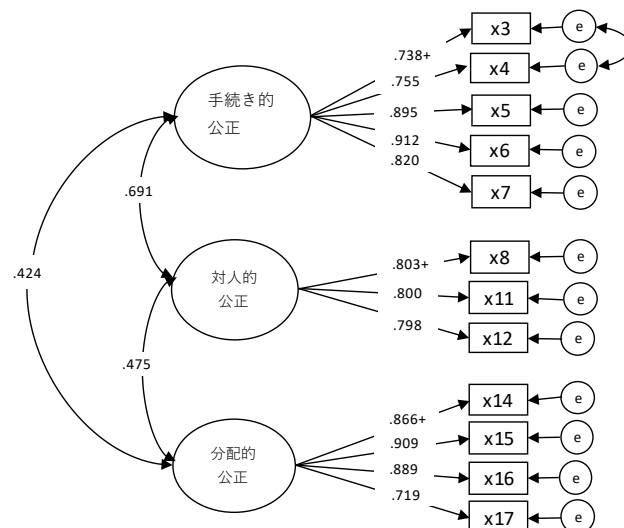 x3
e
.738+
x4
e
.755
手続き的
公正
.895
x5
e
.912
x6
e
.820
x7
e
.691
.424
.803+
x8
e
対人的
公正
.800
x11
e
.798
x12
e
.475
.866+
x14
e
.909
x15
e
分配的
公正
.889
x16
e
.719
x17
e